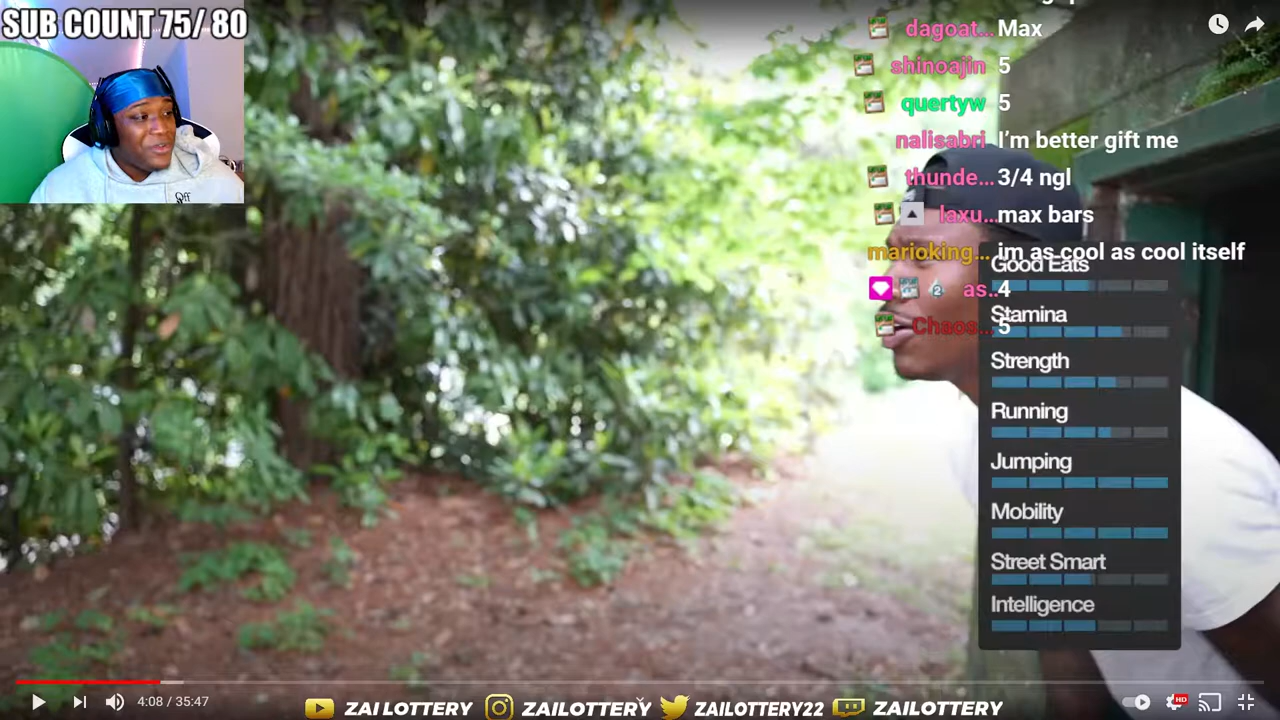 SUB COUNT 75/ 80
dagoat... Max
shinoajin 5
quertyw 5
nalisabri I'm better gift me
thunde... 3/4 ngl
laxu... max bars
marioking... im as cool as cool itself
as.. 4
Chaos... 5
Good Eats
Stamina
Strength
Running
Jumping
Mobility
Street Smart
Intelligence
4:08 / 35:47
HD
ZAI LOTTERY
ZAILOTTERY
ZAILOTTERY22
ZAILOTTERY